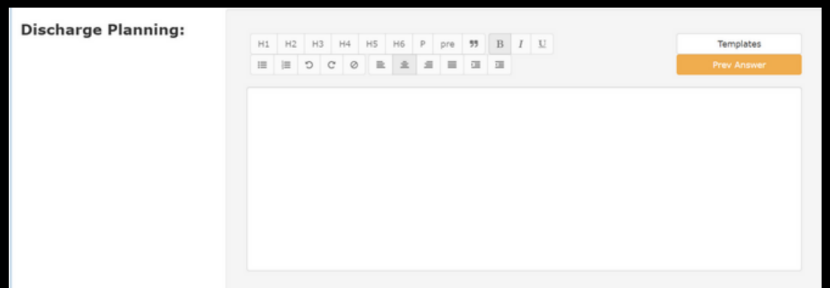 Discharge Planning:
H1 H2 H3 H4 H5 H6 P pre ” B I U
Templates
Prev Answer